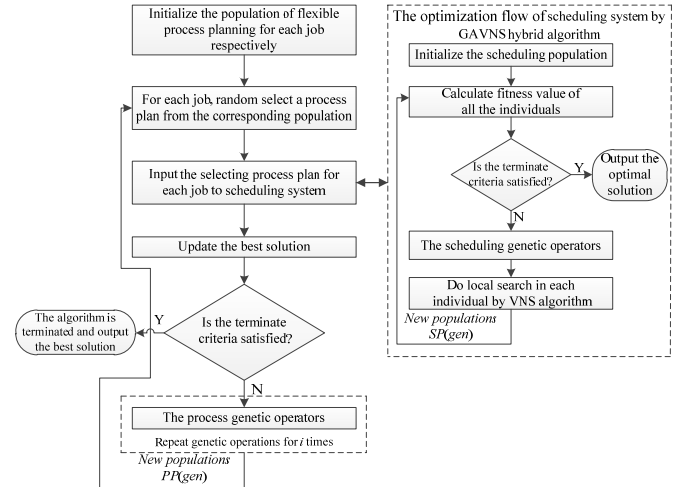 Initialize the population of flexible
process planning for each job
respectively
For each job, random select a process
plan from the corresponding population
Input the selecting process plan for
each job to scheduling system
Update the best solution
Is the terminate
criteria satisfied?
Y
The algorithm is
terminated and output
the best solution
N
The process genetic operators
Repeat genetic operations for i times
New populations
PP(gen)
The optimization flow of scheduling system by
GAVNS hybrid algorithm
Initialize the scheduling population
Calculate fitness value of
all the individuals
Is the terminate
criteria satisfied?
Y
Output the
optimal
solution
N
The scheduling genetic operators
Do local search in each
individual by VNS algorithm
New populations
SP(gen)